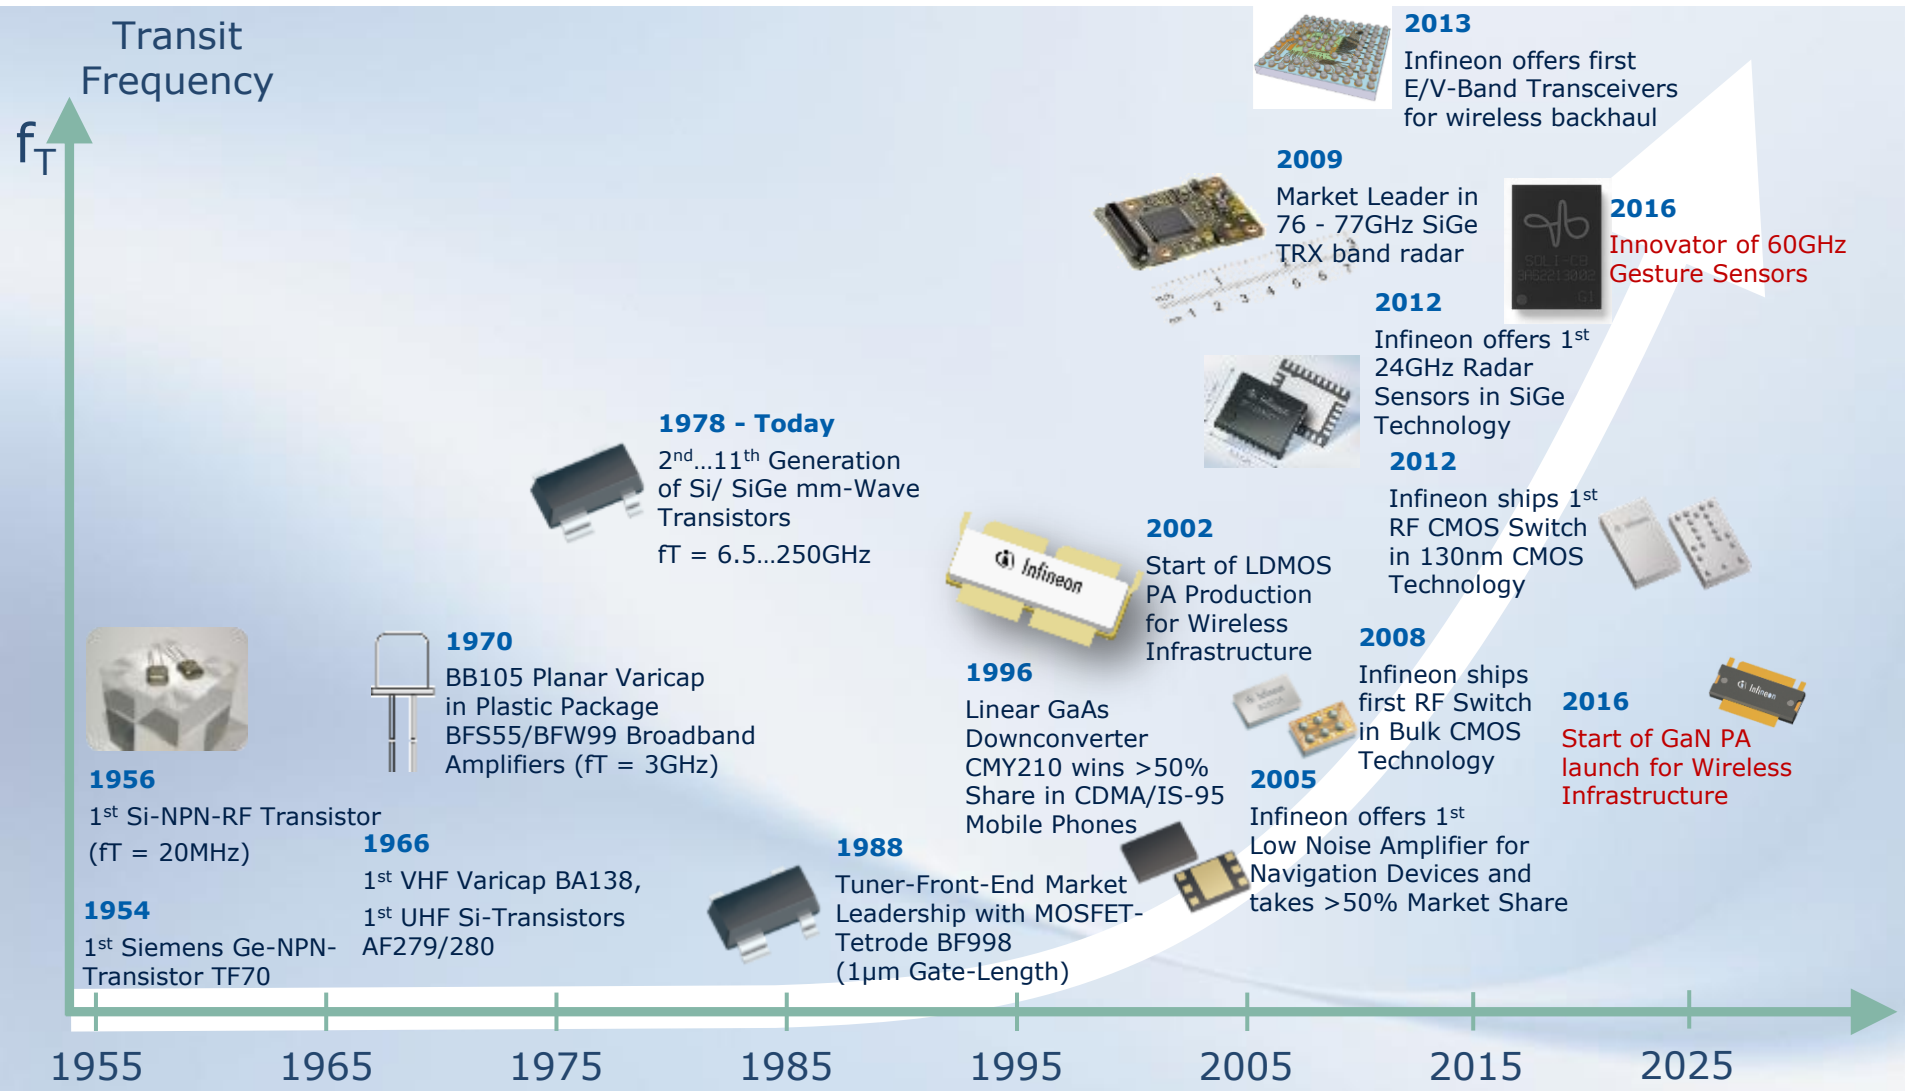 Transit
Frequency
fT
2013
Infineon offers first
E/V-Band Transceivers
for wireless backhaul
2009
Market Leader in
76 - 77GHz SiGe
TRX band radar
2016
Innovator of 60GHz
Gesture Sensors
SOLI-C8
G1
2012
Infineon offers 1st
24GHz Radar
Sensors in SiGe
Technology
1978 - Today
2nd...11th Generation
of Si/ SiGe mm-Wave
Transistors
fT = 6.5...250GHz
2012
Infineon ships 1st
RF CMOS Switch
in 130nm CMOS
Technology
Infineon
2002
Start of LDMOS
PA Production
for Wireless
Infrastructure
1970
BB105 Planar Varicap
in Plastic Package
BFS55/BFW99 Broadband
Amplifiers (fT = 3GHz)
1996
Linear GaAs
Downconverter
CMY210 wins >50%
Share in CDMA/IS-95
Mobile Phones
2008
Infineon ships
first RF Switch
in Bulk CMOS
Technology
Infineon
2016
Start of GaN PA
launch for Wireless
Infrastructure
1956
1st Si-NPN-RF Transistor
(fT = 20MHz)
2005
Infineon offers 1st
Low Noise Amplifier for
Navigation Devices and
takes >50% Market Share
1966
1st VHF Varicap BA138,
1st UHF Si-Transistors
AF279/280
1988
Tuner-Front-End Market
Leadership with MOSFET-
Tetrode BF998
(1µm Gate-Length)
1954
1st Siemens Ge-NPN-
Transistor TF70
1955 1965 1975 1985 1995 2005 2015 2025